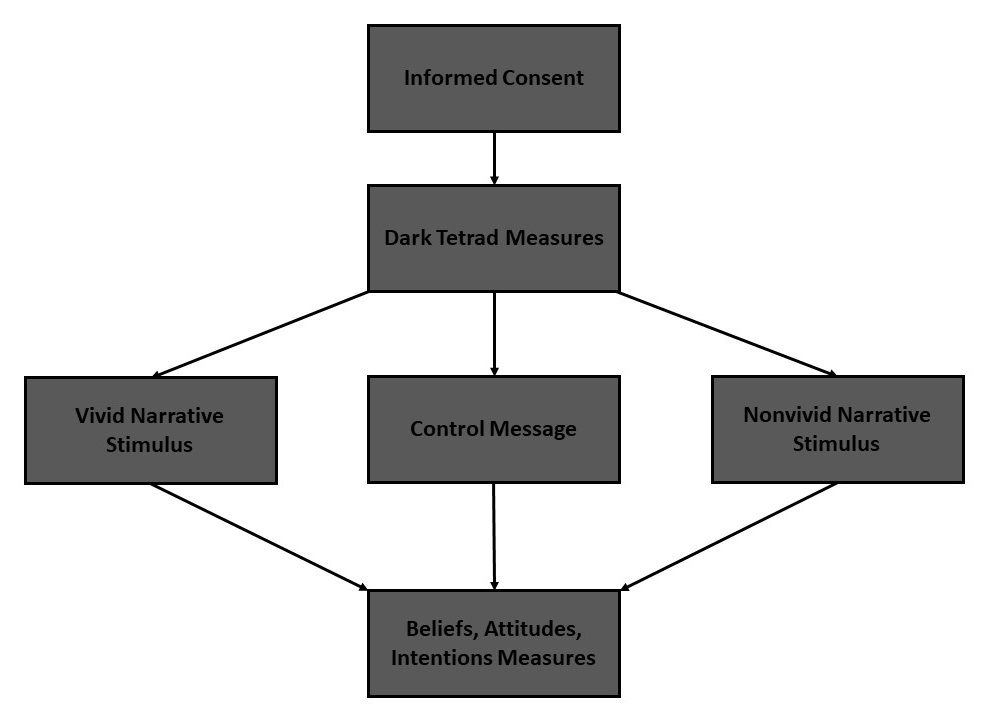 Informed Consent
Dark Tetrad Measures
Vivid Narrative
Stimulus
Control Message
Nonvivid Narrative
Stimulus
Beliefs, Attitudes,
Intentions Measures